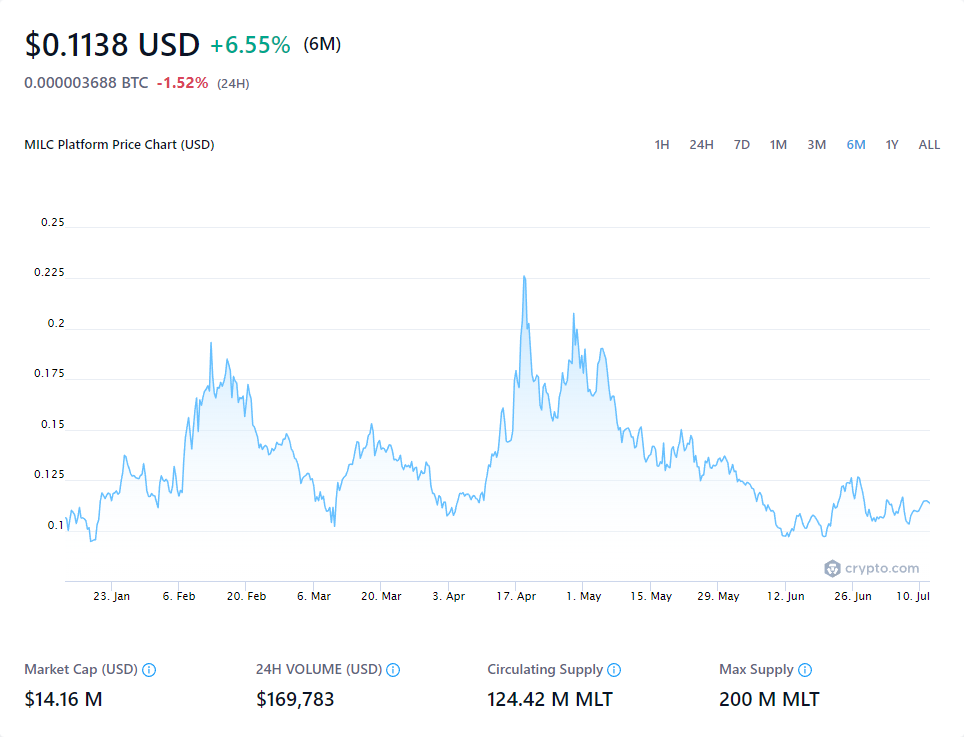 $0.1138 USD +6.55% (6M)
0.000003688 BTC -1.52% (24H)
MILC Platform Price Chart (USD)
1H 24H 7D 1M 3M 6M 1Y ALL
0.25
0.225
0.2
0.175
0.15
0.125
0.1
crypto.com
23. Jan 6. Feb 20. Feb 6. Mar 20. Mar 3. Apr 17. Apr 1. May 15. May 29. May 12. Jun 26. Jun 10. Jul
Market Cap (USD) 24H VOLUME (USD) Circulating Supply Max Supply
$14.16 M $169,783 124.42 M MLT 200 M MLT